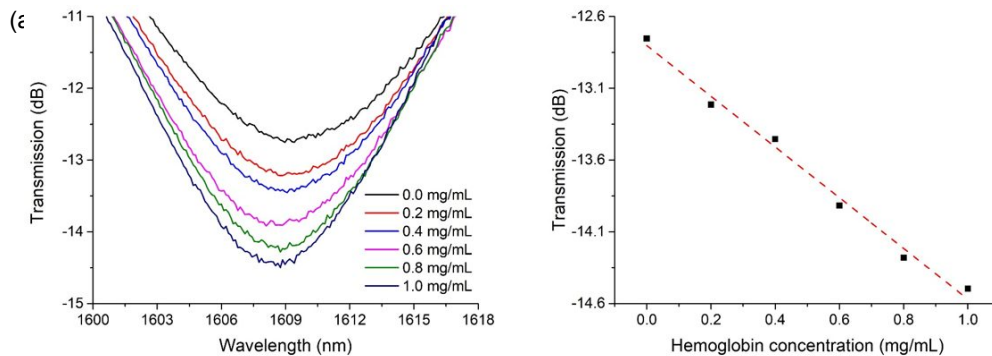 (a
-11
-12
-13
-14
-15
Transmission (dB)
0.0 mg/mL
0.2 mg/mL
0.4 mg/mL
0.6 mg/mL
0.8 mg/mL
1.0 mg/mL
1600 1603 1606 1609 1612 1615 1618
Wavelength (nm)
-12.6
-13.1
-13.6
-14.1
-14.6
Transmission (dB)
0.0 0.2 0.4 0.6 0.8 1.0
Hemoglobin concentration (mg/mL)